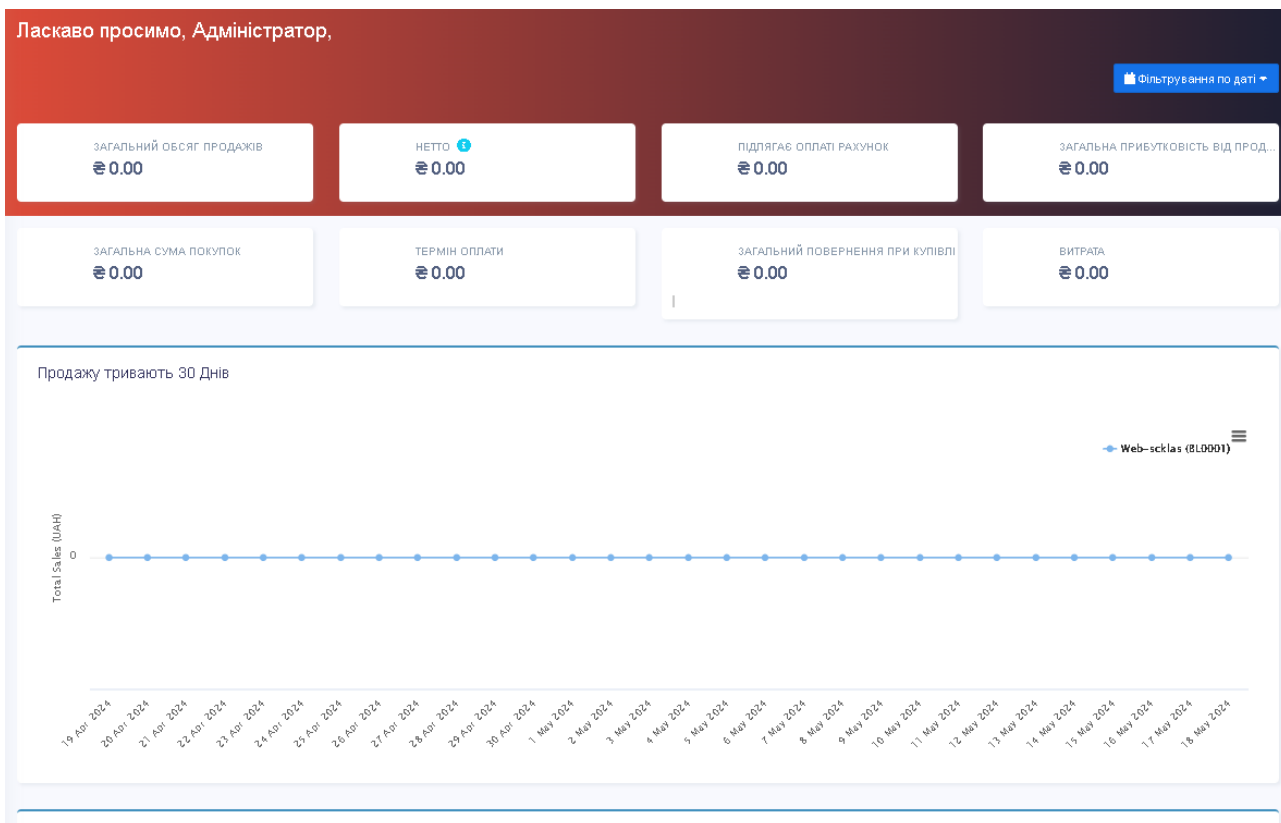 Ласкаво просимо, Адміністратор,
Фільтрування по даті
ЗАГАЛЬНИЙ ОБСЯГ ПРОДАЖІВ
₴ 0.00
НЕТТО
₴ 0.00
ПІДЛЯГАЄ ОПЛАТІ РАХУНОК
₴ 0.00
ЗАГАЛЬНА ПРИБУТКОВІСТЬ ВІД ПРОД...
₴ 0.00
ЗАГАЛЬНА СУМА ПОКУПОК
₴ 0.00
ТЕРМІН ОПЛАТИ
₴ 0.00
ЗАГАЛЬНИЙ ПОВЕРНЕННЯ ПРИ КУПІВЛІ
₴ 0.00
ВИТРАТА
₴ 0.00
Продажу тривають 30 Днів
Web-scklas (BL0001)
Total Sales (UAH)
0
19 Apr 2024
20 Apr 2024
21 Apr 2024
22 Apr 2024
23 Apr 2024
24 Apr 2024
25 Apr 2024
26 Apr 2024
27 Apr 2024
28 Apr 2024
29 Apr 2024
30 Apr 2024
1 May 2024
2 May 2024
3 May 2024
4 May 2024
5 May 2024
6 May 2024
7 May 2024
8 May 2024
9 May 2024
10 May 2024
11 May 2024
12 May 2024
13 May 2024
14 May 2024
15 May 2024
16 May 2024
17 May 2024
18 May 2024